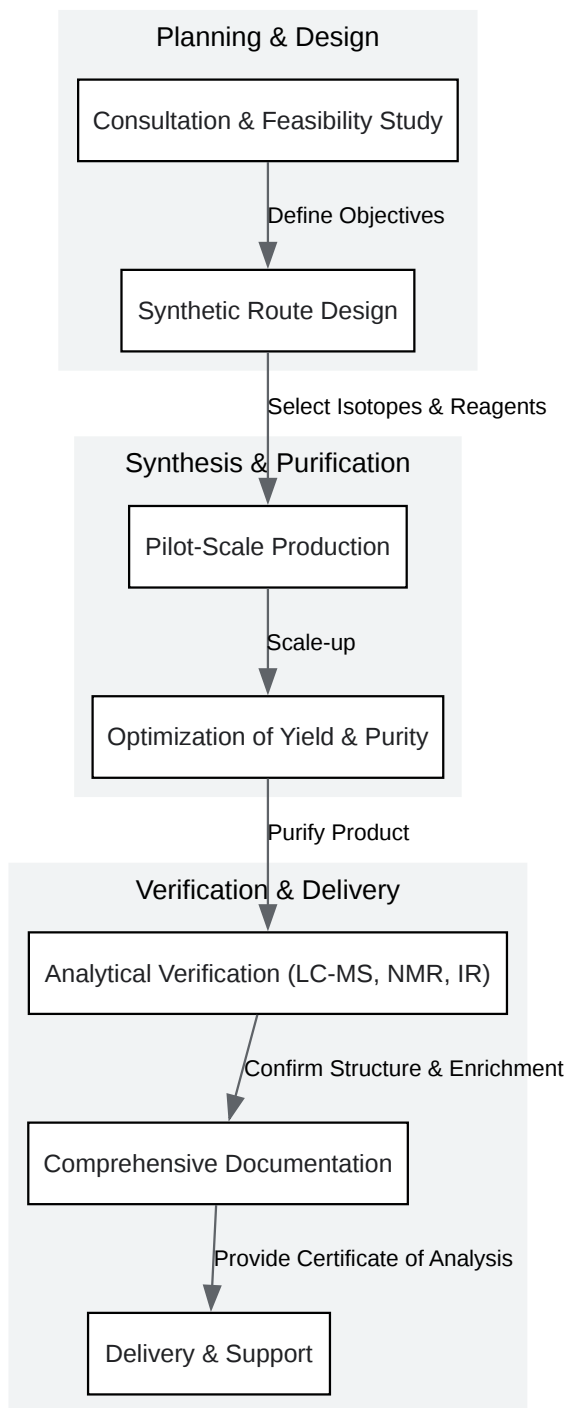 Planning & Design
Consultation & Feasibility Study
Define Objectives
Synthetic Route Design
Select Isotopes & Reagents
Synthesis & Purification
Pilot-Scale Production
Scale-up
Optimization of Yield & Purity
Purify Product
Verification & Delivery
Analytical Verification (LC-MS, NMR, IR)
Confirm Structure & Enrichment
Comprehensive Documentation
Provide Certificate of Analysis
Delivery & Support